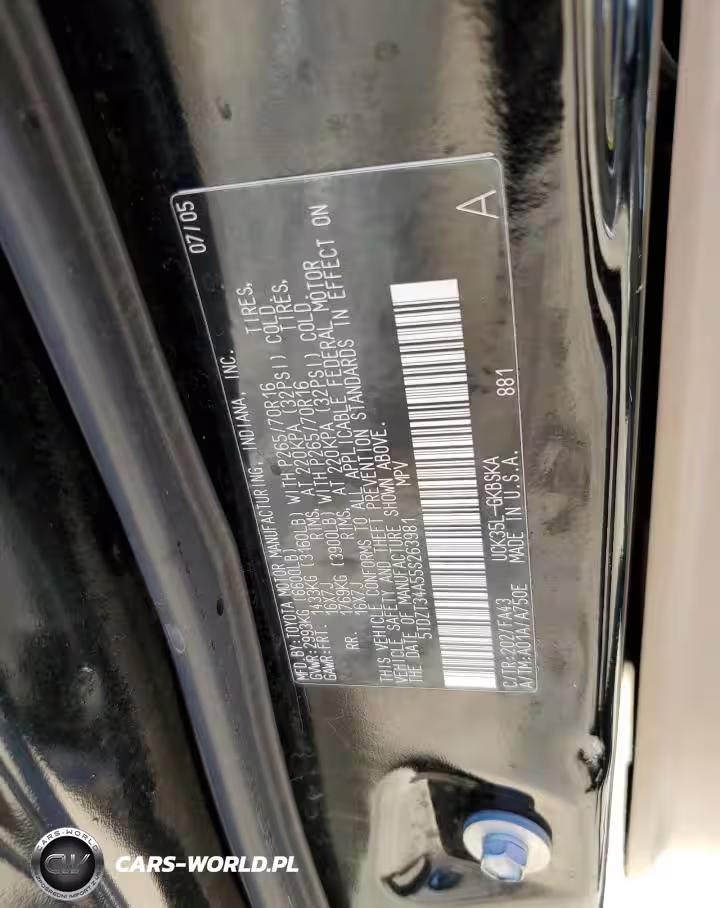 MFD.BY:TOYOTA MOTOR MANUFACTURING, INDIANA, INC. 07/05
GVWR:2993KG (6600LB)
GAWR:FRT. 1433KG (3160LB) WITH P265/70R16 TIRES,
16X7J RIMS, AT 220KPA (32PSI) COLD.
RR. 1769KG (3900LB) WITH P265/70R16 TIRES,
16X7J RIMS, AT 220KPA (32PSI) COLD.
THIS VEHICLE CONFORMS TO ALL APPLICABLE FEDERAL MOTOR
VEHICLE SAFETY AND THEFT PREVENTION STANDARDS IN EFFECT ON
THE DATE OF MANUFACTURE SHOWN ABOVE.
5TDZT34A55S263981 MPV
C/TR:202/FA43 UCK35L-GKBSKA
A/TM:A01A/A750E MADE IN U.S.A. 881
A
CARS-WORLD
CW
CARS-WORLD.PL